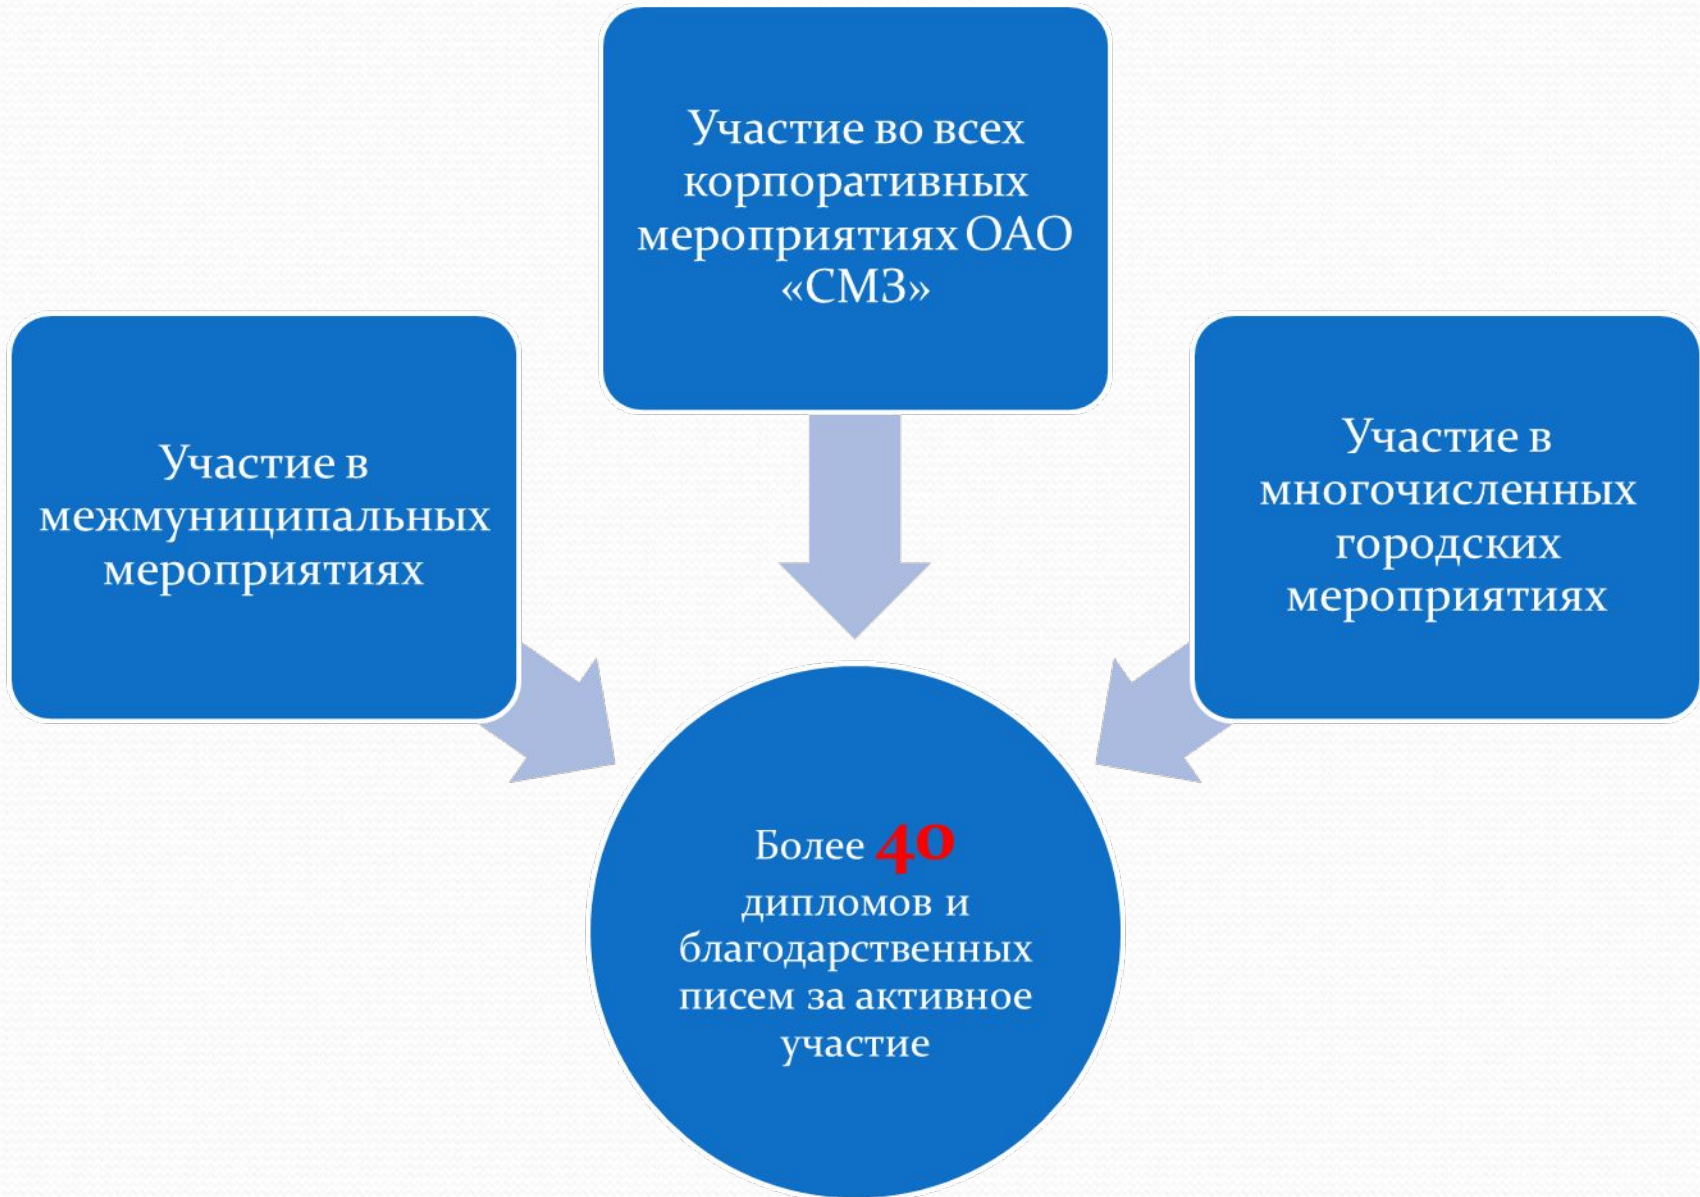 Участие во всех
корпоративных
мероприятиях ОАО
«СМЗ»
Участие в
межмуниципальных
мероприятиях
Участие в
многочисленных
городских
мероприятиях
Более 40
дипломов и
благодарственных
писем за активное
участие